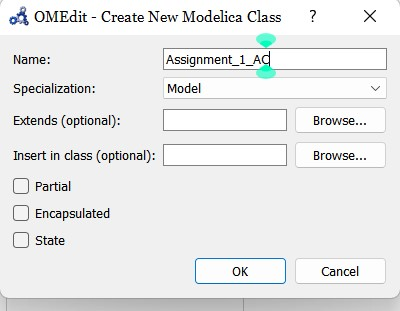 OMEdit - Create New Modelica Class ?
Name: Assignment_1_AC
Specialization: Model
Extends (optional): Browse...
Insert in class (optional): Browse...
Partial
Encapsulated
State
OK Cancel